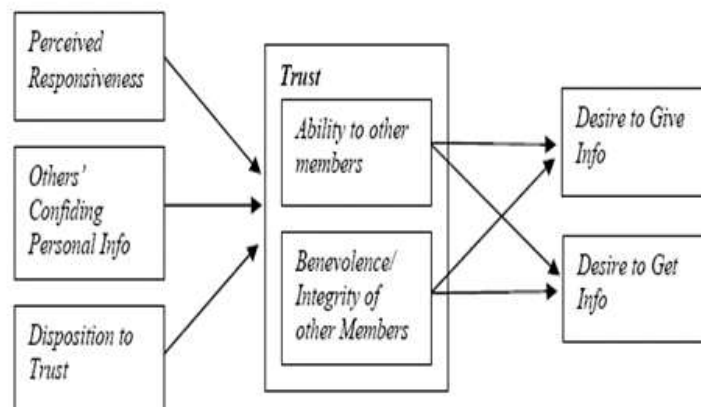 Perceived
Responsiveness
Others'
Confiding
Personal Info
Disposition to
Trust
Trust
Ability to other
members
Benevolence/
Integrity of
other Members
Desire to Give
Info
Desire to Get
Info